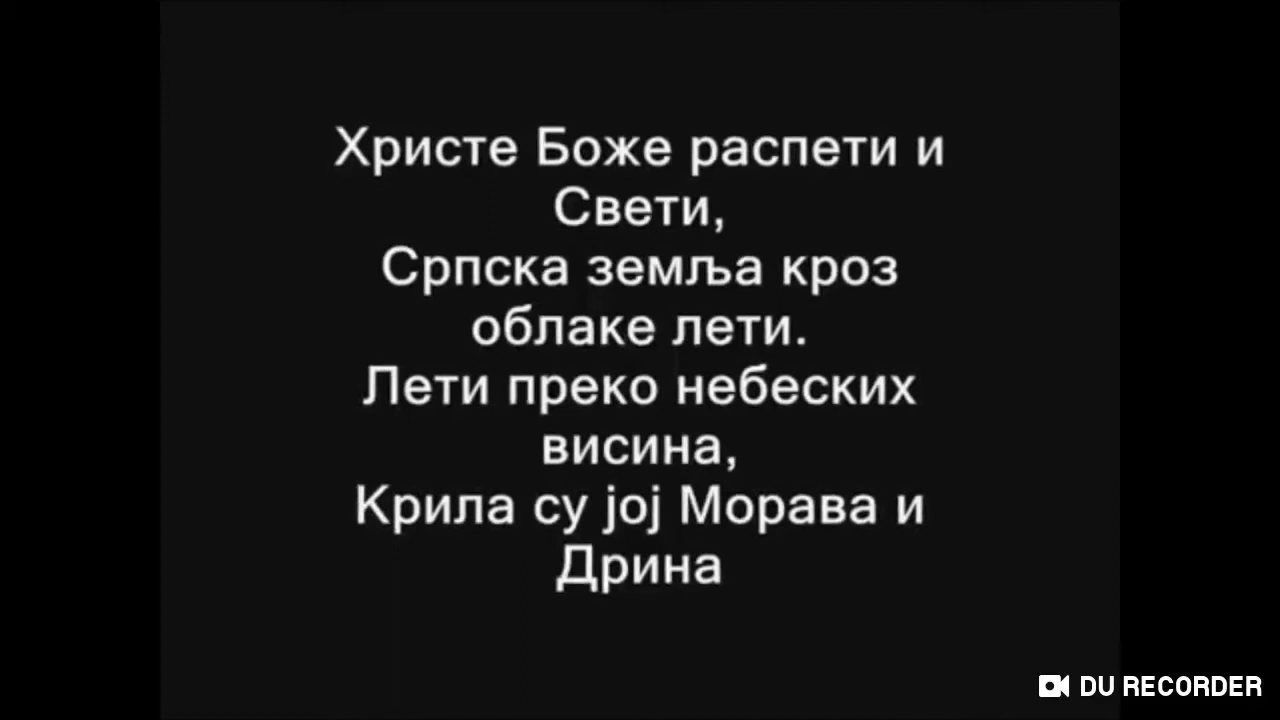 Христе Боже распети и
Свети,
Српска земља кроз
облаке лети.
Лети преко небеских
висина,
Крила су јој Морава и
Дрина
DU RECORDER